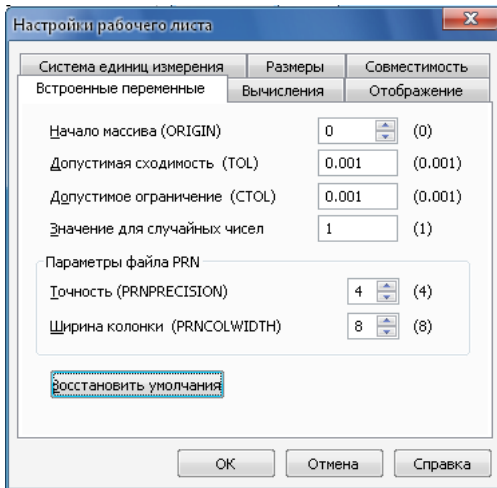 Настройки рабочего листа
Система единиц измерения Размеры Совместимость
Встроенные переменные Вычисления Отображение
Начало массива (ORIGIN) 0 (0)
Допустимая сходимость (TOL) 0.001 (0.001)
Допустимое ограничение (CTOL) 0.001 (0.001)
Значение для случайных чисел 1 (1)
Параметры файла PRN
Точность (PRNPRECISION) 4 (4)
Ширина колонки (PRNCOLWIDTH) 8 (8)
Восстановить умолчания
OK Отмена Справка